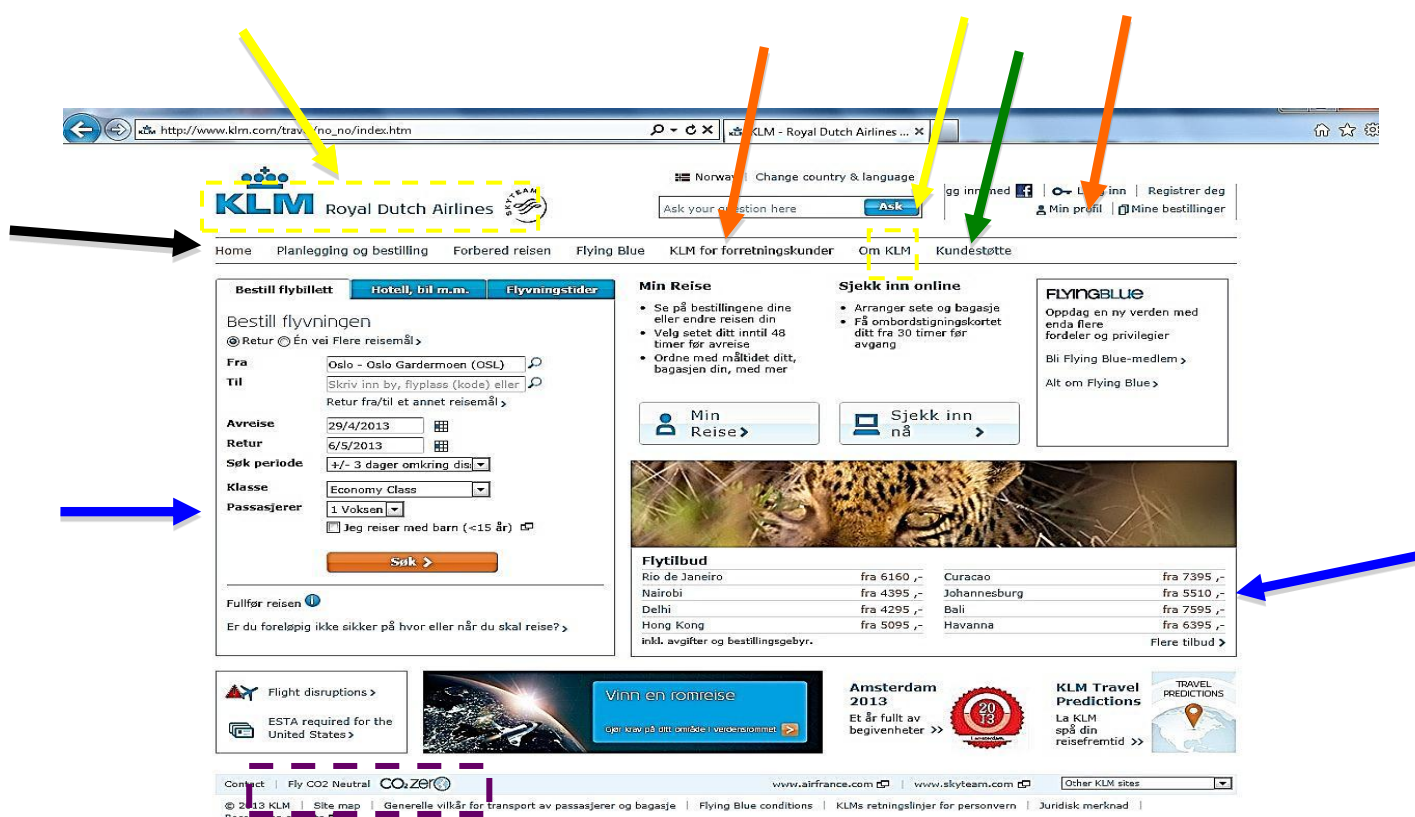 http://www.klm.com/travel/no_no/index.htm
KLM - Royal Dutch Airlines ...
KLM Royal Dutch Airlines
SKYTEAM
Norway | Change country & language
Ask your question here Ask
gg inn med | Logg inn | Registrer deg
Min profil | Mine bestillinger
Home Planlegging og bestilling Forbered reisen Flying Blue KLM for forretningskunder Om KLM Kundestøtte
Bestill flybillett Hotell, bil m.m. Flyvningstider
Bestill flyvningen
Retur Én vei Flere reisemål
Fra Oslo - Oslo Gardermoen (OSL)
Til Skriv inn by, flyplass (kode) eller
Retur fra/til et annet reisemål
Avreise 29/4/2013
Retur 6/5/2013
Søk periode +/- 3 dager omkring dis
Klasse Economy Class
Passasjerer 1 Voksen
Jeg reiser med barn (<15 år)
Søk
Fullfør reisen
Er du foreløpig ikke sikker på hvor eller når du skal reise?
Min Reise
• Se på bestillingene dine
eller endre reisen din
• Velg setet ditt inntil 48
timer før avreise
• Ordne med måltidet ditt,
bagasjen din, med mer
Min
Reise
Sjekk inn online
• Arranger sete og bagasje
• Få ombordstigningskortet
ditt fra 30 timer før
avgang
Sjekk inn
nå
FLYINGBLUE
Oppdag en ny verden med
enda flere
fordeler og privilegier
Bli Flying Blue-medlem
Alt om Flying Blue
Flytilbud
Rio de Janeiro fra 6160 ,- Curacao fra 7395 ,-
Nairobi fra 4395 ,- Johannesburg fra 5510 ,-
Delhi fra 4295 ,- Bali fra 7595 ,-
Hong Kong fra 5095 ,- Havanna fra 6395 ,-
inkl. avgifter og bestillingsgebyr. Flere tilbud
Flight disruptions
ESTA required for the
United States
Vinn en romreise
Gjør krav på ditt område i verdensrommet
Amsterdam
2013
Et år fullt av
begivenheter >>
20
13
KLM Travel
Predictions
La KLM
spå din
reisefremtid >>
TRAVEL
PREDICTIONS
Contact | Fly CO2 Neutral CO2ZERO www.airfrance.com | www.skyteam.com Other KLM sites
© 2013 KLM | Site map | Generelle vilkår for transport av passasjerer og bagasje | Flying Blue conditions | KLMs retningslinjer for personvern | Juridisk merknad |